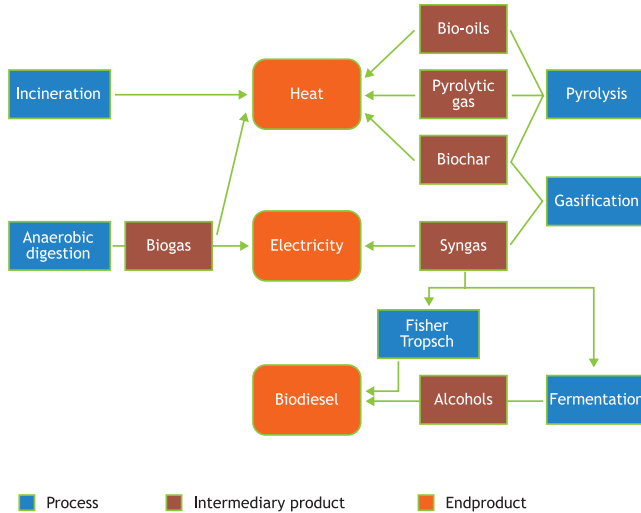 Bio-oils
Incineration
Heat
Pyrolytic
gas
Pyrolysis
Biochar
Gasification
Anaerobic
digestion
Biogas
Electricity
Syngas
Fisher
Tropsch
Biodiesel
Alcohols
Fermentation
Process
Intermediary product
Endproduct